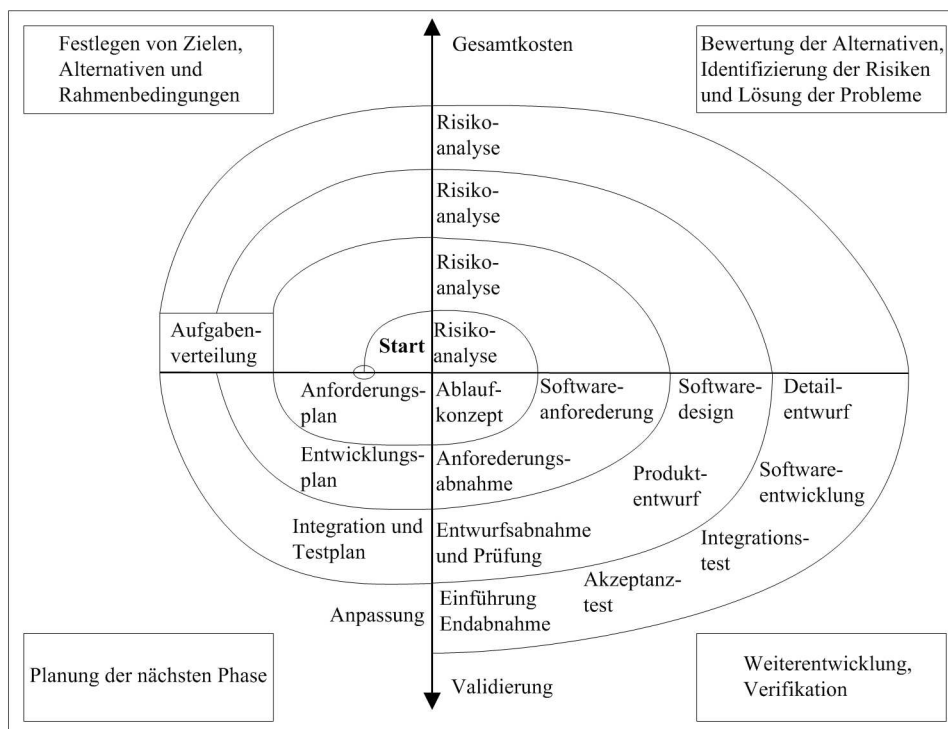 Festlegen von Zielen,
Alternativen und
Rahmenbedingungen
Gesamtkosten
Bewertung der Alternativen,
Identifizierung der Risiken
und Lösung der Probleme
Risiko-
analyse
Risiko-
analyse
Risiko-
analyse
Aufgaben-
verteilung
Start
Risiko-
analyse
Anforderungs-
plan
Ablauf-
konzept
Software-
anforederung
Software-
design
Detail-
entwurf
Entwicklungs-
plan
Anforederungs-
abnahme
Produkt-
entwurf
Software-
entwicklung
Integration und
Testplan
Entwurfsabnahme
und Prüfung
Integrations-
test
Anpassung
Einführung
Endabnahme
Akzeptanz-
test
Planung der nächsten Phase
Validierung
Weiterentwicklung,
Verifikation